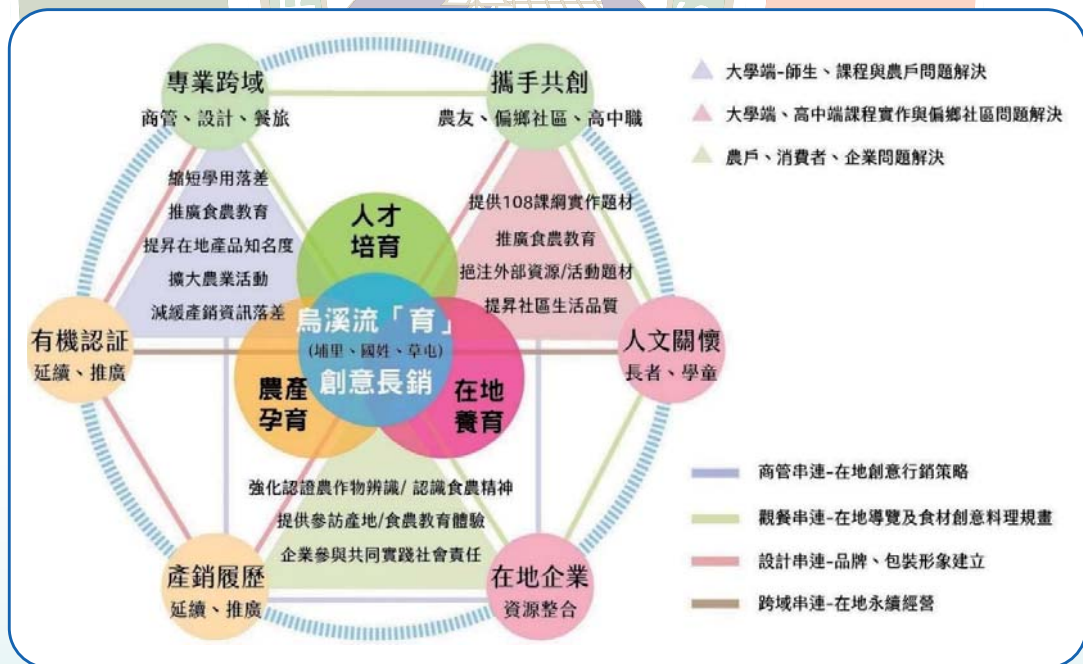 專業跨域
商管、設計、餐旅
攜手共創
農友、偏鄉社區、高中職
縮短學用落差
推廣食農教育
提昇在地產品知名度
擴大農業活動
減緩產銷資訊落差
人才
培育
提供108課綱實作題材
推廣食農教育
挹注外部資源/活動題材
提昇社區生活品質
有機認証
延續、推廣
烏溪流「育」
(埔里、國姓、草屯)
創意長銷
人文關懷
長者、學童
農產
孕育
在地
養育
強化認證農作物辨識/ 認識食農精神
提供參訪產地/食農教育體驗
企業參與共同實踐社會責任
產銷履歷
延續、推廣
在地企業
資源整合
大學端-師生、課程與農戶問題解決
大學端、高中端課程實作與偏鄉社區問題解決
農戶、消費者、企業問題解決
商管串連-在地創意行銷策略
觀餐串連-在地導覽及食材創意料理規畫
設計串連-品牌、包裝形象建立
跨域串連-在地永續經營